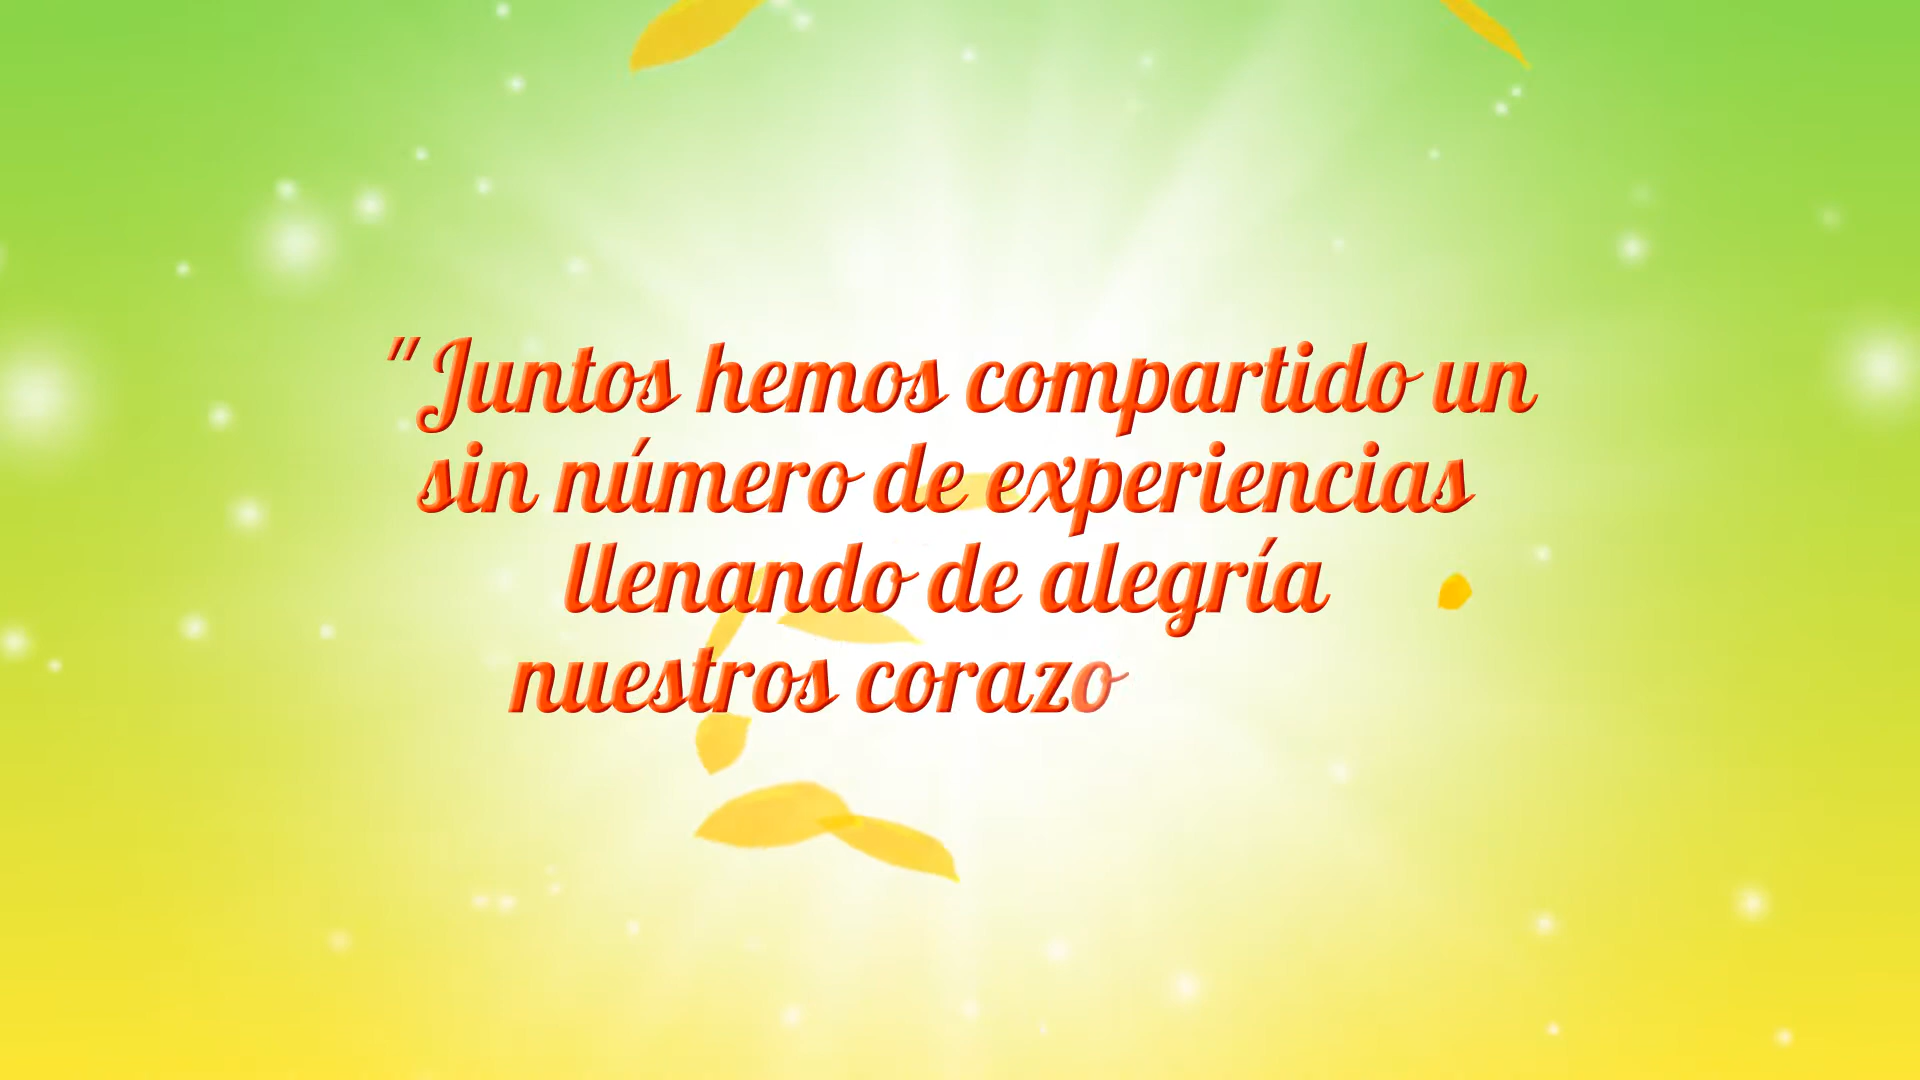 "Juntos hemos compartido un
sin número de experiencias
llenando de alegría
nuestros corazo